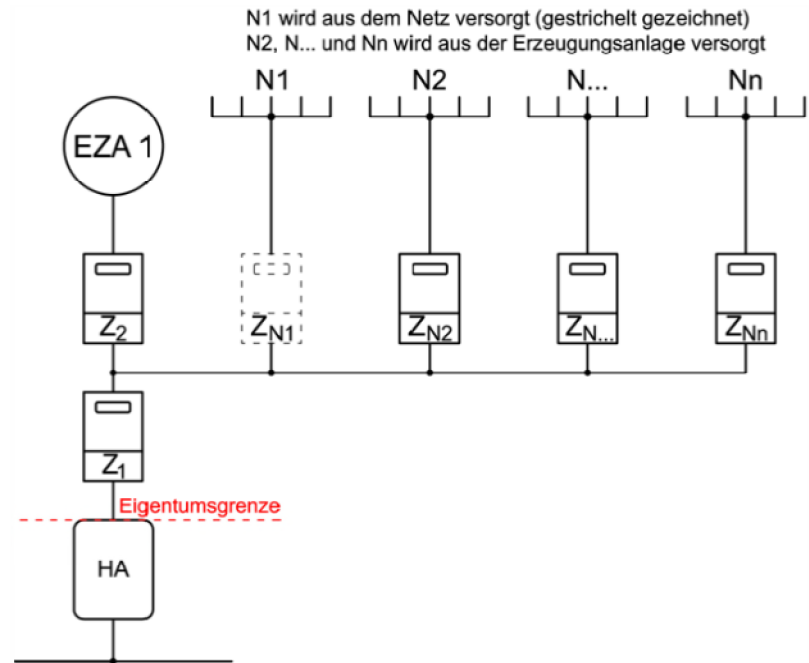 N1 wird aus dem Netz versorgt (gestrichelt gezeichnet)
N2, N... und Nn wird aus der Erzeugungsanlage versorgt
N1 N2 N... Nn
EZA 1
Z2 ZN1 ZN2 ZN... ZNn
Z1
Eigentumsgrenze
HA